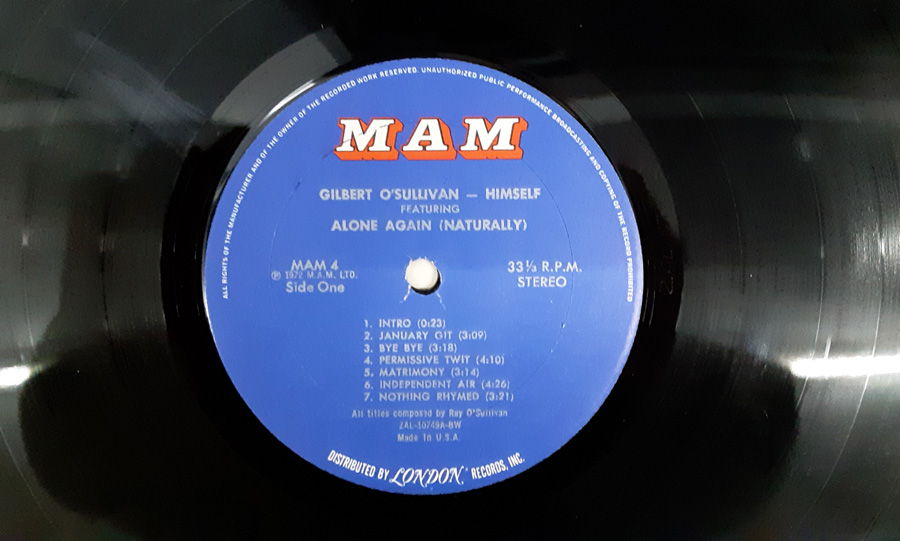 ALL RIGHTS OF THE MANUFACTURER AND OF THE OWNER OF THE RECORDED WORK RESERVED. UNAUTHORIZED PUBLIC PERFORMANCE BROADCASTING AND COPYING OF THE RECORD PROHIBITED
MAM
GILBERT O'SULLIVAN — HIMSELF
FEATURING
ALONE AGAIN (NATURALLY)
MAM 4
℗ 1972 M.A.M. LTD.
Side One
33⅓ R.P.M.
STEREO
1. INTRO (0:23)
2. JANUARY GIT (3:09)
3. BYE BYE (3:18)
4. PERMISSIVE TWIT (4:10)
5. MATRIMONY (3:14)
6. INDEPENDENT AIR (4:26)
7. NOTHING RHYMED (3:21)
All titles composed by Ray O'Sullivan
ZAL-10749A-BW
Made in U.S.A.
DISTRIBUTED BY LONDON RECORDS, INC.